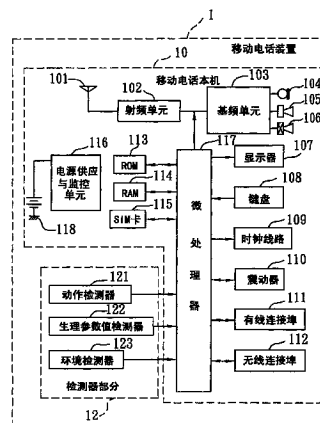 1
移动电话装置
10
移动电话本机
101
102
射频单元
103
基频单元
104
105
106
116
电源供应
与监控
单元
118
113
ROM
114
RAM
115
SIM卡
117
微
处
理
器
107
显示器
108
键盘
109
时钟线路
110
震动器
111
有线连接埠
112
无线连接埠
121
动作检测器
122
生理参数值检测器
123
环境检测器
检测器部分
12